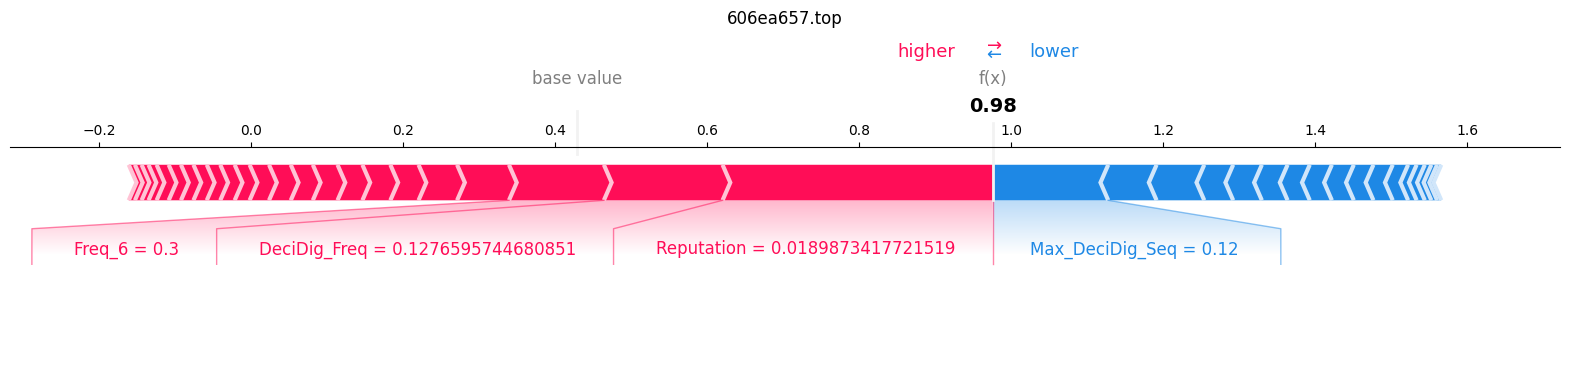 606ea657.top
higher ⇄ lower
base value f(x)
0.98
−0.2 0.0 0.2 0.4 0.6 0.8 1.0 1.2 1.4 1.6
Freq_6 = 0.3 DeciDig_Freq = 0.1276595744680851 Reputation = 0.0189873417721519 Max_DeciDig_Seq = 0.12